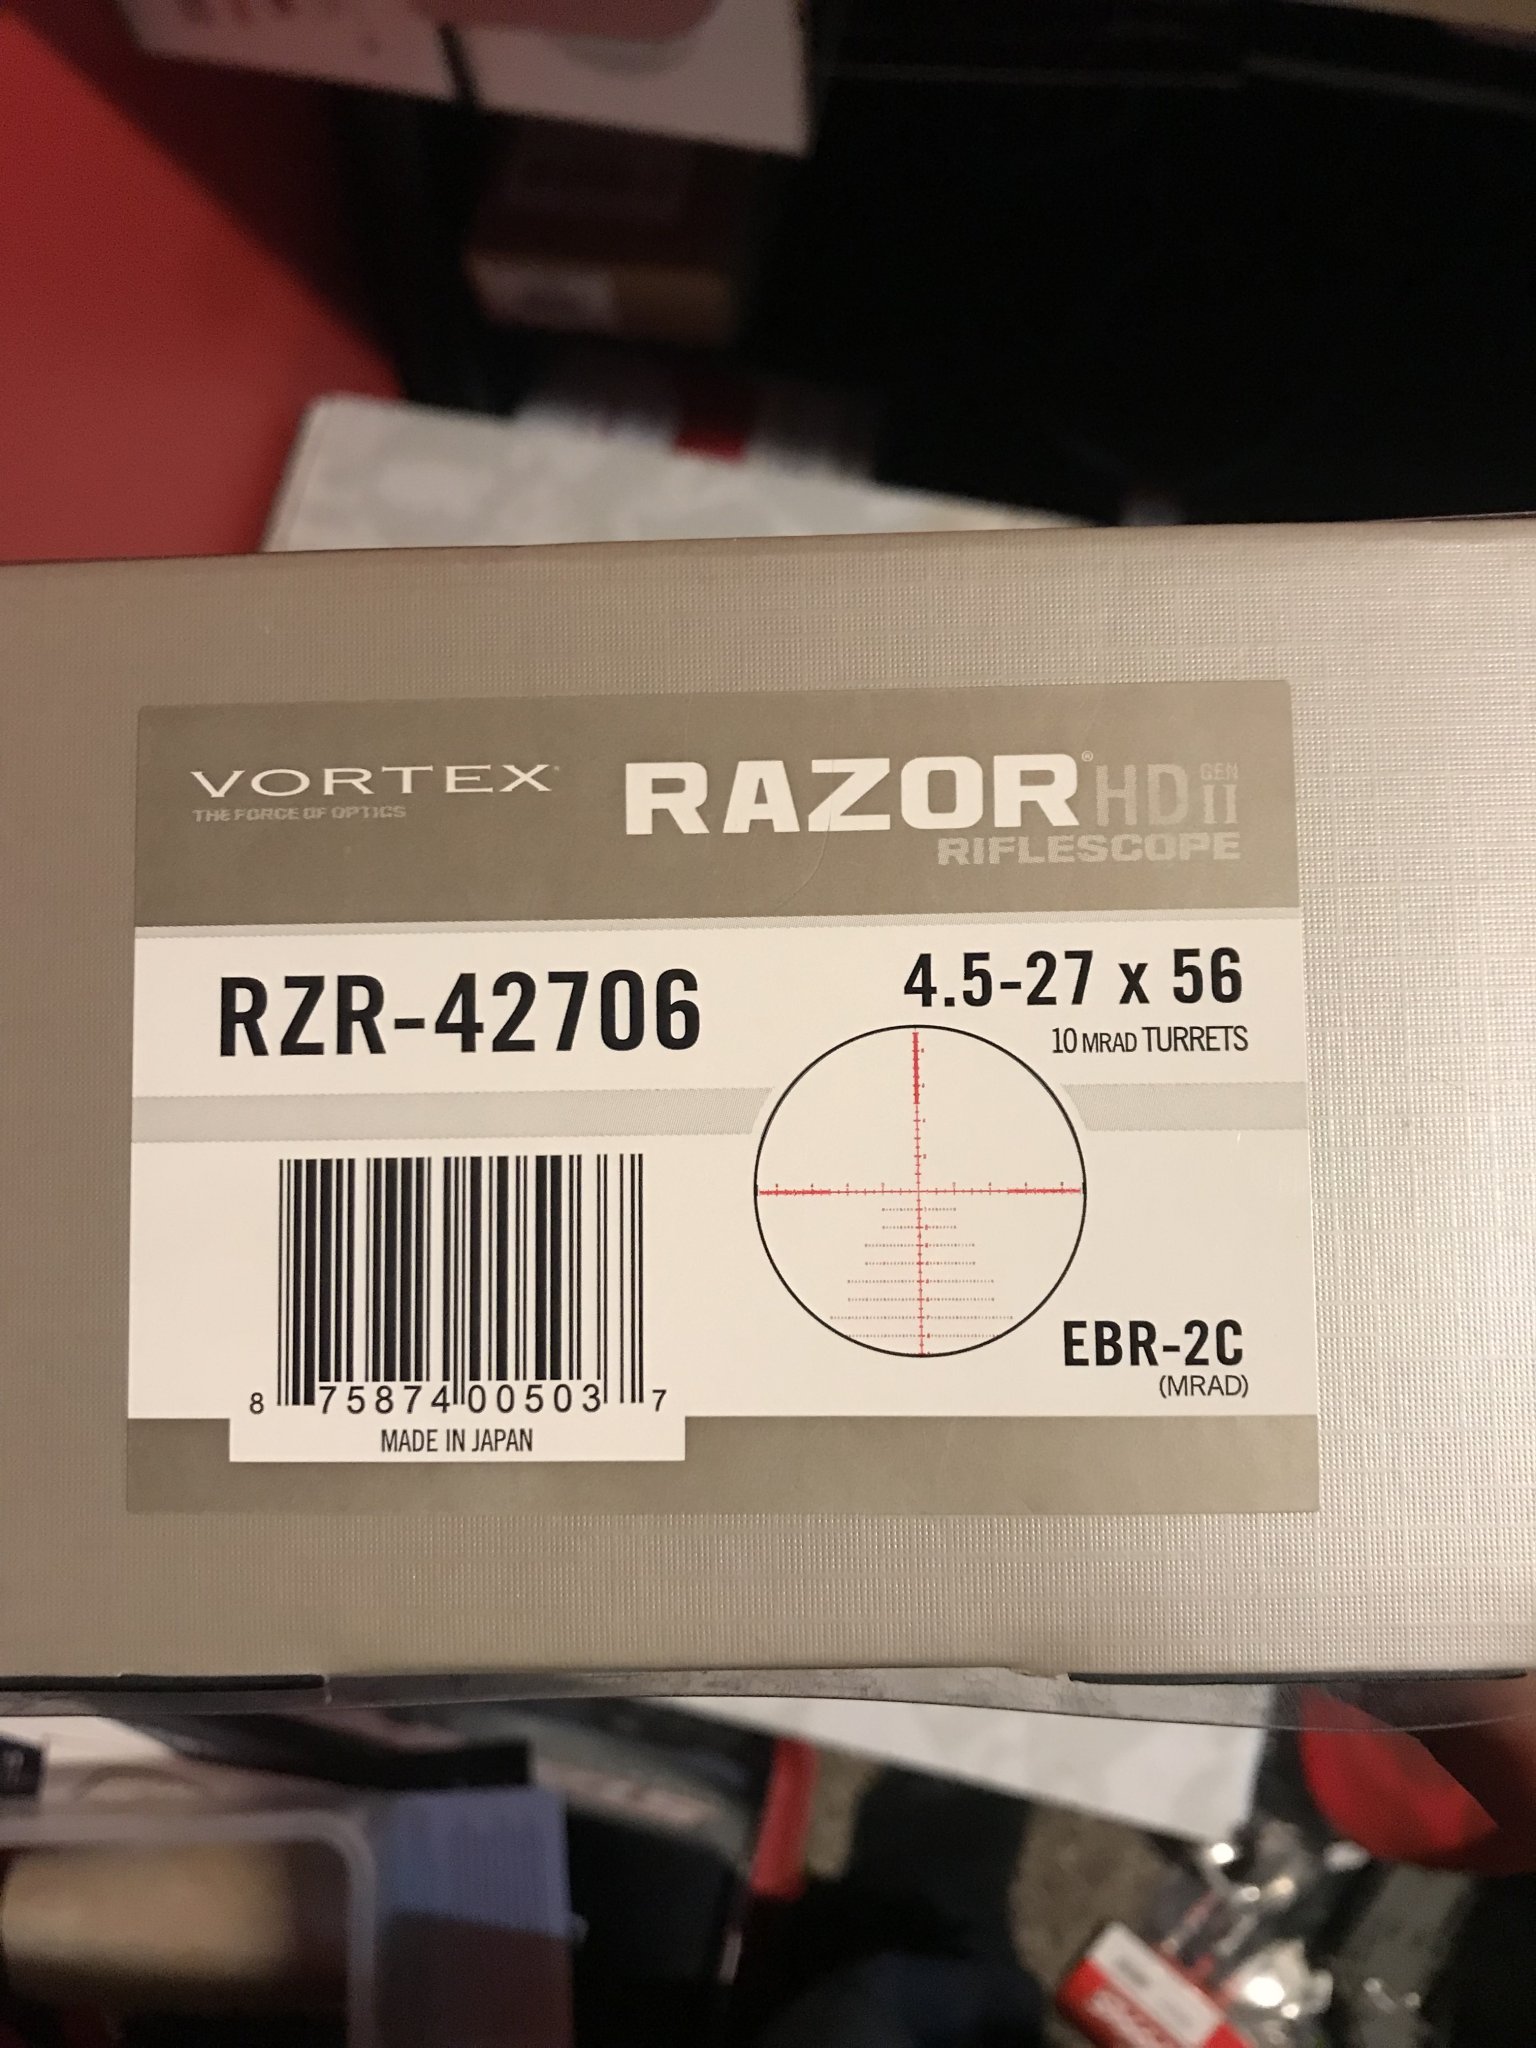 VORTEX
THE FORCE OF OPTICS
RAZOR® HD GEN II
RIFLESCOPE
RZR-42706
4.5-27 x 56
10 MRAD TURRETS
EBR-2C
(MRAD)
8 75874 00503 7
MADE IN JAPAN